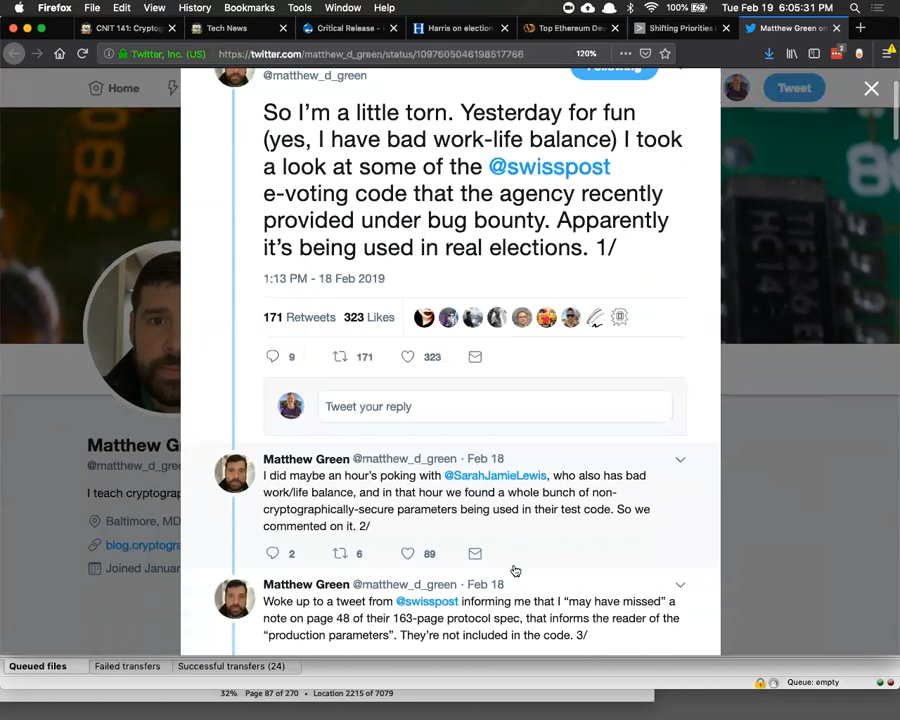 Firefox File Edit View History Bookmarks Tools Window Help 100% Tue Feb 19 6:05:31 PM
CNIT 141: Cryptog Tech News Critical Release – Harris on election Top Ethereum De Shifting Priorities Matthew Green on
Twitter, Inc. (US) https://twitter.com/matthew_d_green/status/1097605046198517766 120%
Home
Tweet
@matthew_d_green
Following
So I’m a little torn. Yesterday for fun
(yes, I have bad work-life balance) I took
a look at some of the @swisspost
e-voting code that the agency recently
provided under bug bounty. Apparently
it’s being used in real elections. 1/
1:13 PM - 18 Feb 2019
171 Retweets 323 Likes
9 171 323
Tweet your reply
Matthew Green @matthew_d_green · Feb 18
I did maybe an hour’s poking with @SarahJamieLewis, who also has bad
work/life balance, and in that hour we found a whole bunch of non-
cryptographically-secure parameters being used in their test code. So we
commented on it. 2/
2 6 89
Matthew Green @matthew_d_green · Feb 18
Woke up to a tweet from @swisspost informing me that I “may have missed” a
note on page 48 of their 163-page protocol spec, that informs the reader of the
“production parameters”. They’re not included in the code. 3/
Matthew G
@matthew_d_g
I teach cryptogra
Baltimore, MD
blog.cryptogra
Joined Janua
Queued files Failed transfers Successful transfers (24)
Queue: empty
32% Page 87 of 270 • Location 2215 of 7079